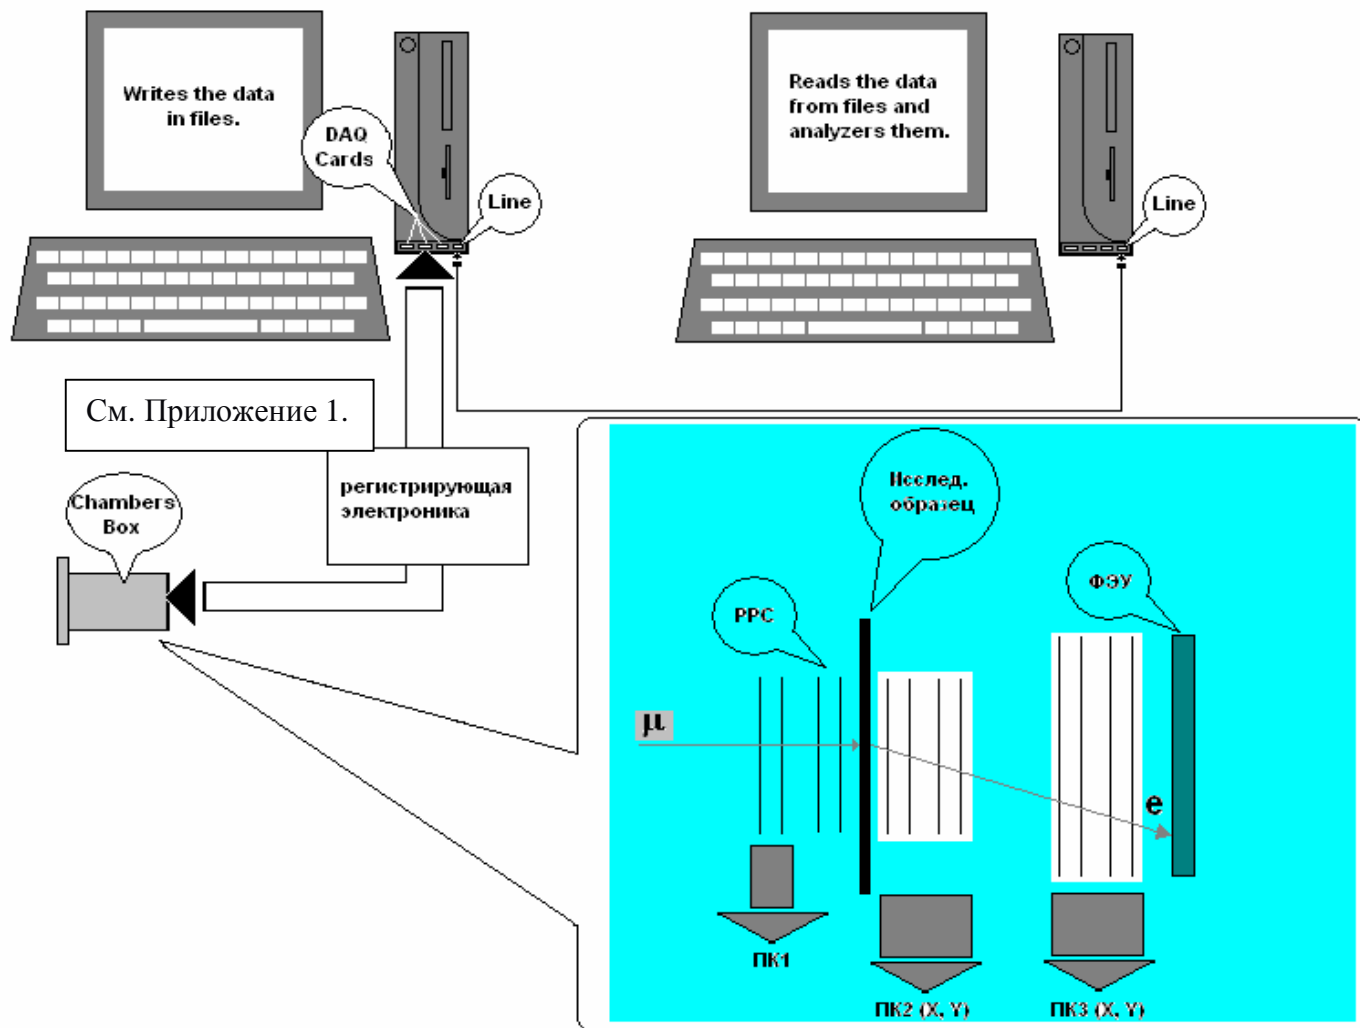 Writes the data
in files.
DAQ
Cards
Line
Reads the data
from files and
analyzers them.
Line
См. Приложение 1.
регистрирующая
электроника
Chambers
Box
Исслед.
образец
ФЭУ
PPC
μ
e
ПК1
ПК2 (X, Y)
ПК3 (X, Y)